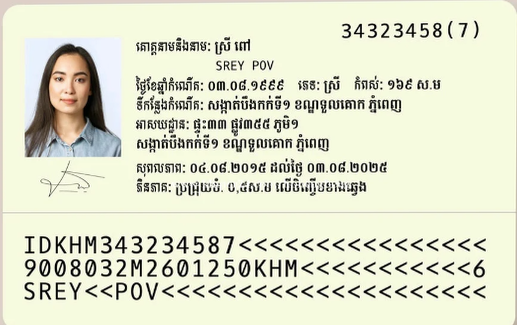 34323458(7)
គោត្តនាមនិងនាម: ស្រី ពៅ
SREY POV
ថ្ងៃខែឆ្នាំកំណើត: ០៣.០៨.១៩៩៩ ភេទ: ស្រី កំពស់: ១៦៩ ស.ម
ទីកន្លែងកំណើត: សង្កាត់បឹងកក់ទី១ ខណ្ឌទួលគោក ភ្នំពេញ
អាសយដ្ឋាន: ផ្ទះ៣៣ ផ្លូវ៣៥៥ ភូមិ១
សង្កាត់បឹងកក់ទី១ ខណ្ឌទួលគោក ភ្នំពេញ
សុពលភាព: ០៤.០៨.២០១៥ ដល់ថ្ងៃ ០៣.០៨.២០២៥
ភិនភាគ: ប្រជ្រុយចំ. ០,៥ស.ម លើចិញ្ចើមខាងឆ្វេង
IDKHM343234587<<<<<<<<<<<<<<<<
9008032M2601250KHM<<<<<<<<<<<6
SREY<<POV<<<<<<<<<<<<<<<<<<<<<